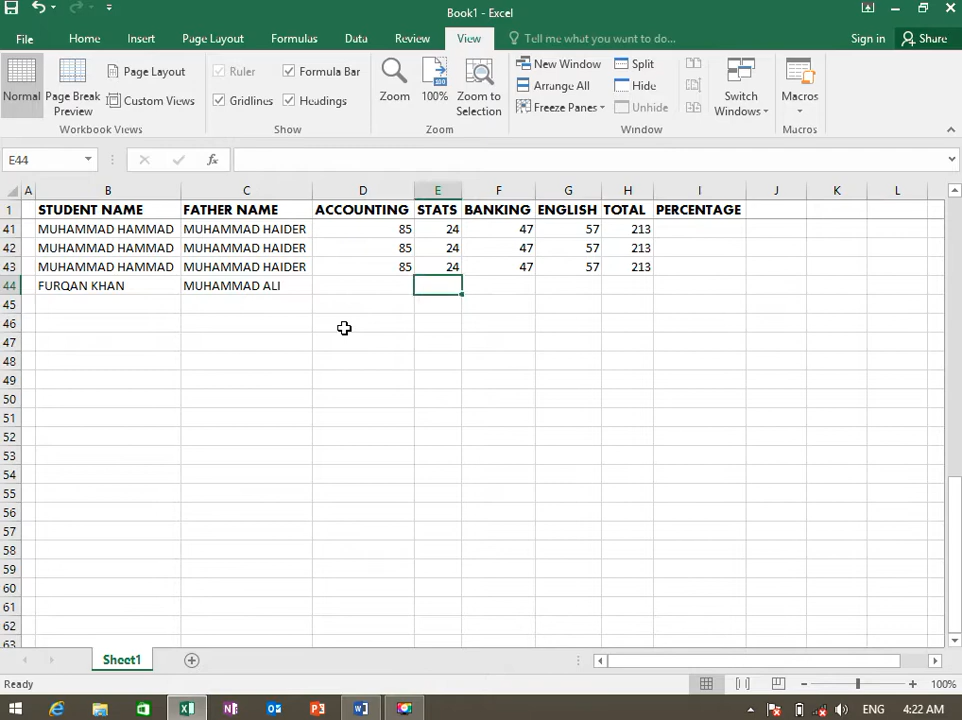 Book1 - Excel
File Home Insert Page Layout Formulas Data Review View Tell me what you want to do... Sign in Share
Normal
Page Break Preview
Page Layout
Custom Views
Workbook Views
Ruler
Formula Bar
Gridlines
Headings
Show
Zoom
100%
Zoom to Selection
Zoom
New Window
Arrange All
Freeze Panes
Split
Hide
Unhide
Switch Windows
Window
Macros
Macros
E44 fx
A B C D E F G H I J K L
1 STUDENT NAME FATHER NAME ACCOUNTING STATS BANKING ENGLISH TOTAL PERCENTAGE
41 MUHAMMAD HAMMAD MUHAMMAD HAIDER 85 24 47 57 213
42 MUHAMMAD HAMMAD MUHAMMAD HAIDER 85 24 47 57 213
43 MUHAMMAD HAMMAD MUHAMMAD HAIDER 85 24 47 57 213
44 FURQAN KHAN MUHAMMAD ALI
45
46
47
48
49
50
51
52
53
54
55
56
57
58
59
60
61
62
63
Sheet1
Ready 100%
ENG 4:22 AM